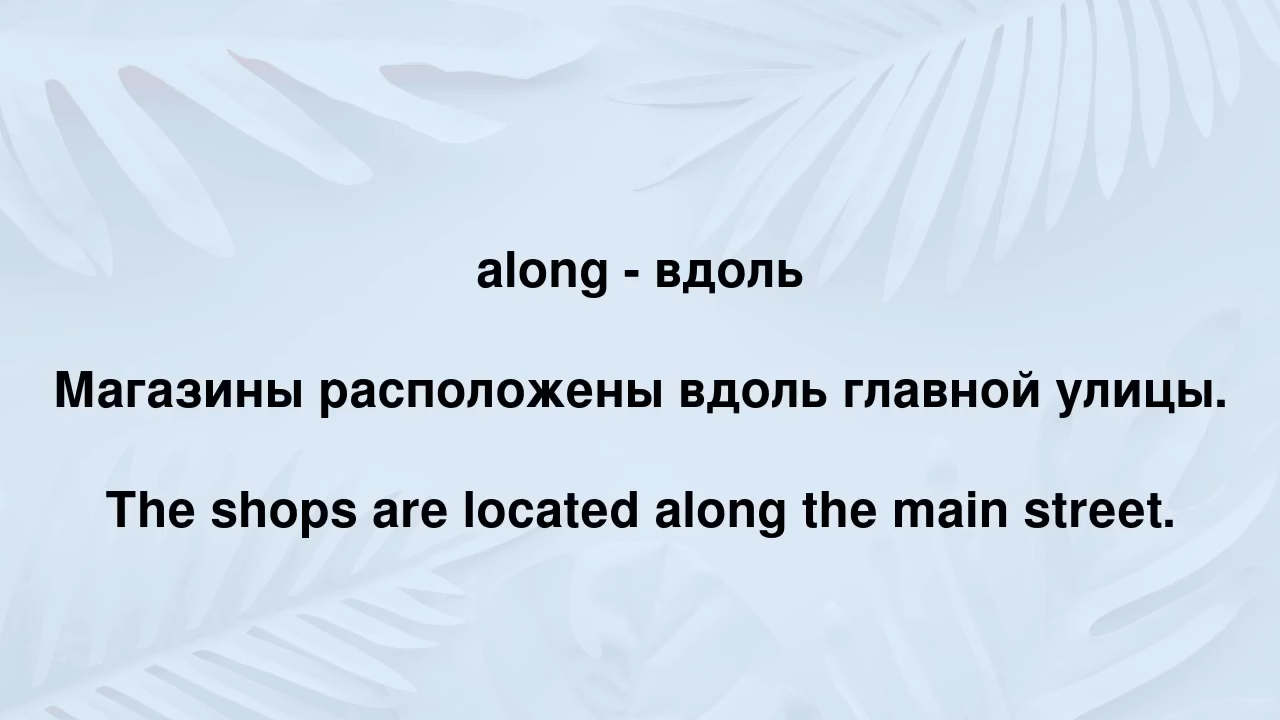 along - вдоль
Магазины расположены вдоль главной улицы.
The shops are located along the main street.